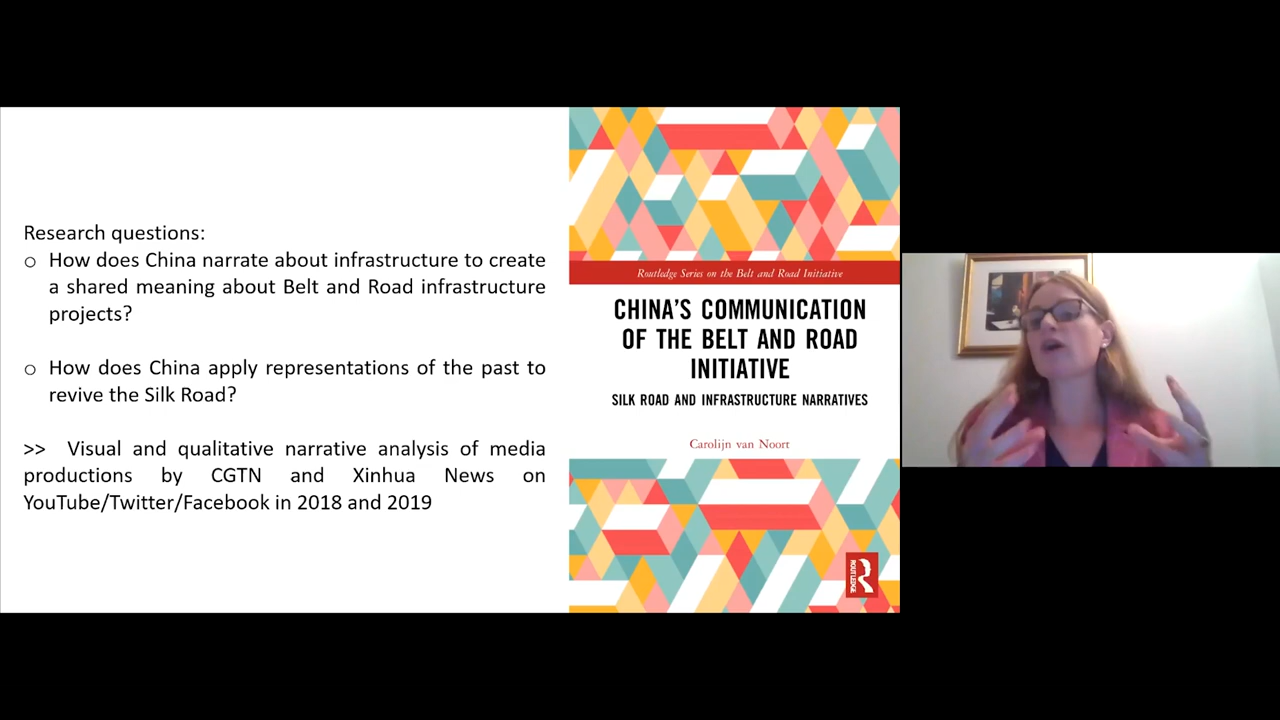 Research questions:
o How does China narrate about infrastructure to create
a shared meaning about Belt and Road infrastructure
projects?
o How does China apply representations of the past to
revive the Silk Road?
>> Visual and qualitative narrative analysis of media
productions by CGTN and Xinhua News on
YouTube/Twitter/Facebook in 2018 and 2019
Routledge Series on the Belt and Road Initiative
CHINA'S COMMUNICATION
OF THE BELT AND ROAD
INITIATIVE
SILK ROAD AND INFRASTRUCTURE NARRATIVES
Carolijn van Noort
ROUTLEDGE